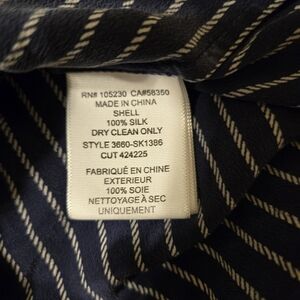 RN# 105230 CA#58350
MADE IN CHINA
SHELL
100% SILK
DRY CLEAN ONLY
STYLE 3660-SK1386
CUT 424225
FABRIQUÉ EN CHINE
EXTERIEUR
100% SOIE
NETTOYAGE À SEC
UNIQUEMENT